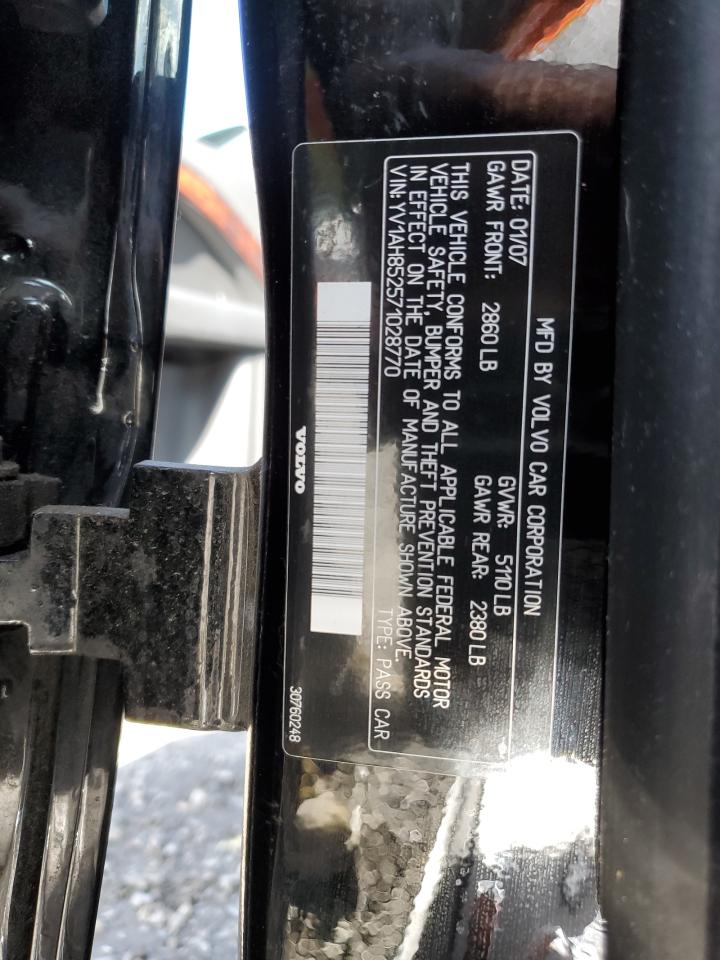 MFD BY VOLVO CAR CORPORATION
DATE: 01/07 GVWR: 5110 LB
GAWR FRONT: 2860 LB GAWR REAR: 2380 LB
THIS VEHICLE CONFORMS TO ALL APPLICABLE FEDERAL MOTOR
VEHICLE SAFETY, BUMPER AND THEFT PREVENTION STANDARDS
IN EFFECT ON THE DATE OF MANUFACTURE SHOWN ABOVE.
VIN: YV1AH852571028770 TYPE: PASS CAR
VOLVO
30760248